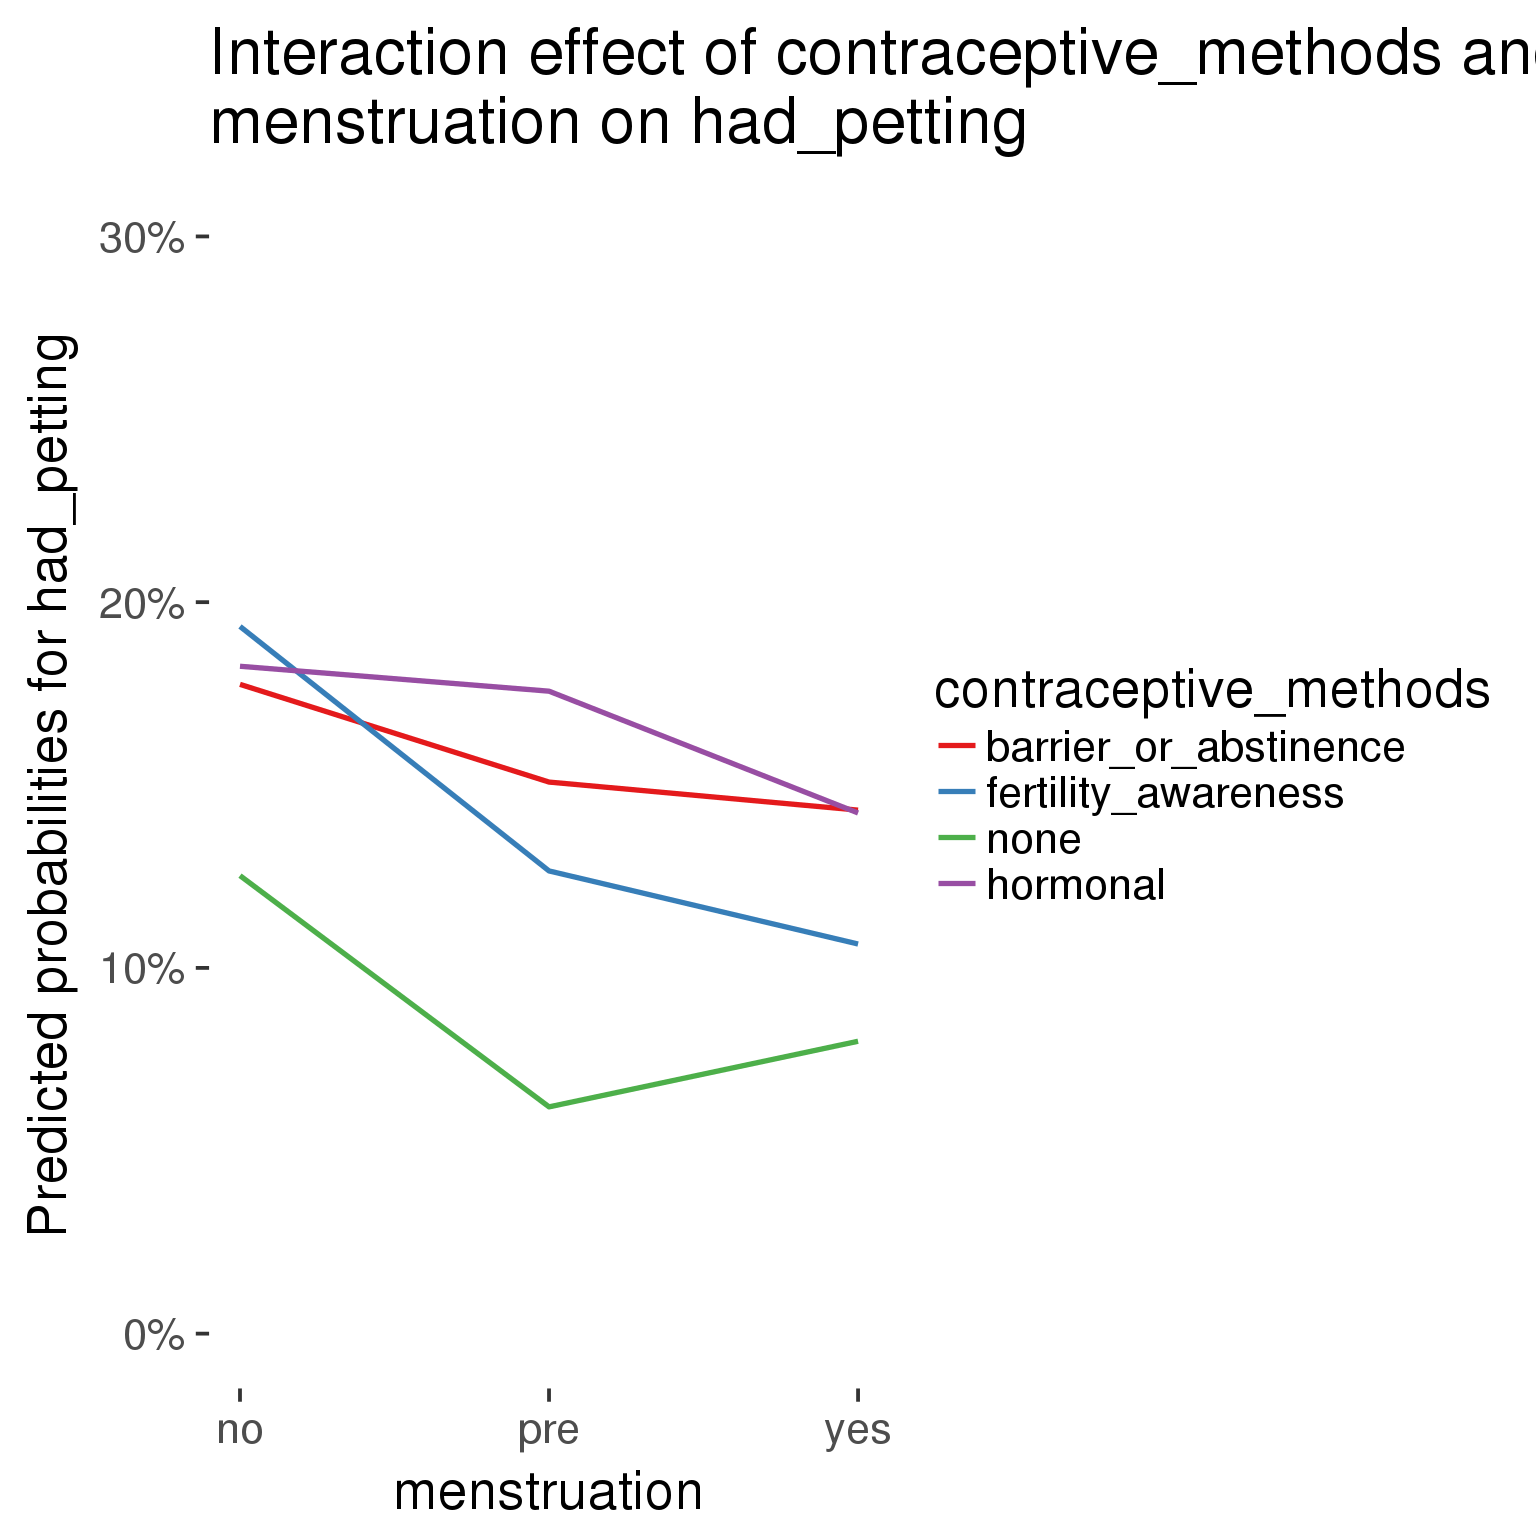 Interaction effect of contraceptive_methods an
menstruation on had_petting
Predicted probabilities for had_petting
30%
20%
10%
0%
no
pre
yes
menstruation
contraceptive_methods
barrier_or_abstinence
fertility_awareness
none
hormonal